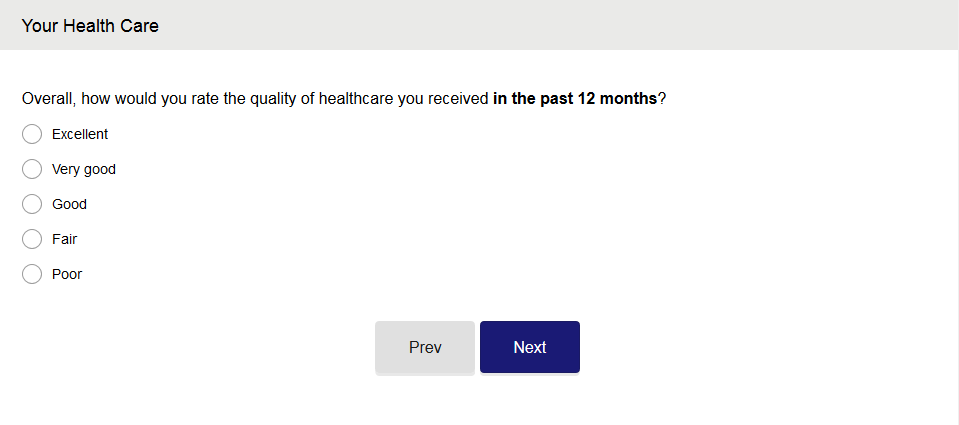 Your Health Care
Overall, how would you rate the quality of healthcare you received in the past 12 months?
Excellent
Very good
Good
Fair
Poor
Prev
Next